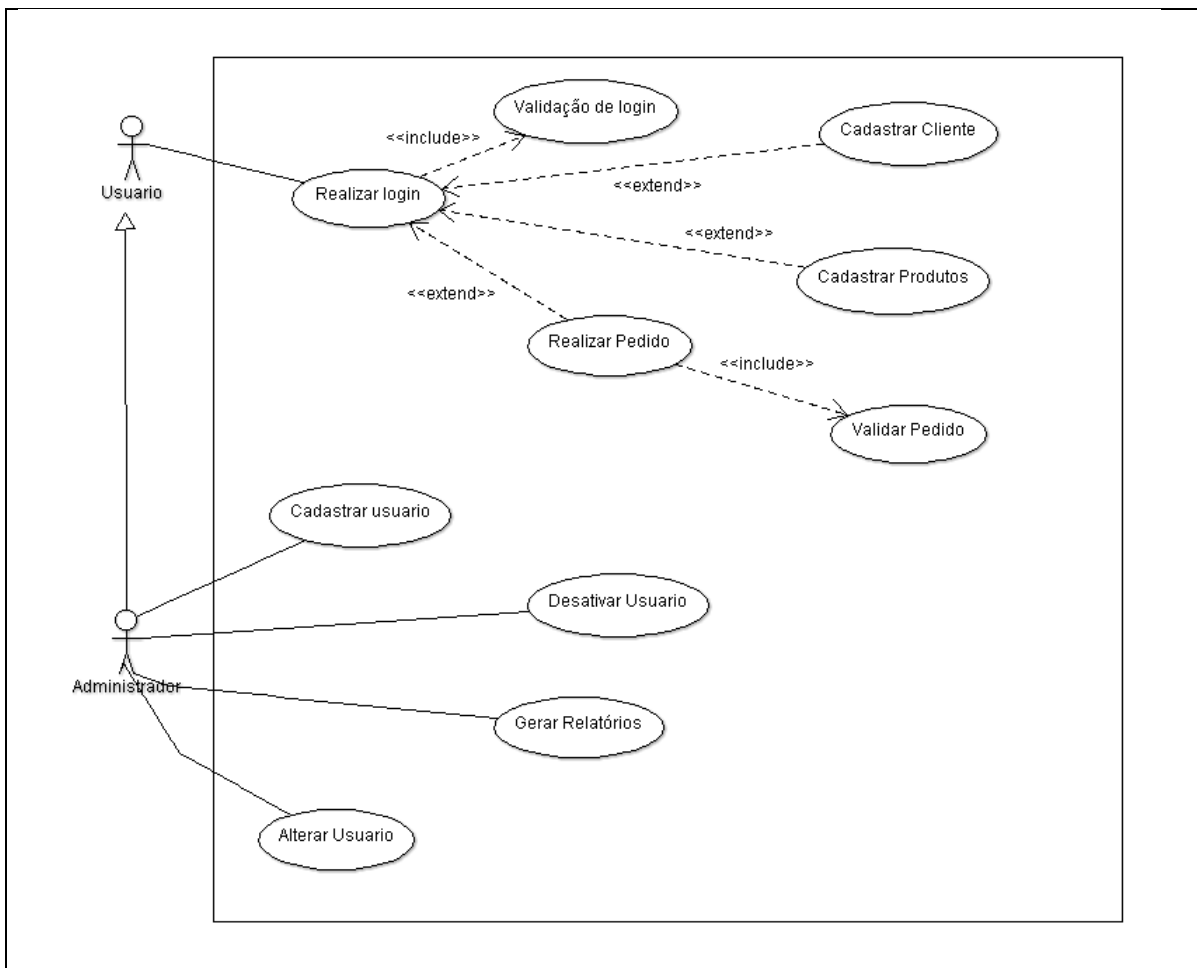 Validação de login
Cadastrar Cliente
<<include>>
Usuario
Realizar login
<<extend>>
<<extend>>
Cadastrar Produtos
<<extend>>
Realizar Pedido
<<include>>
Validar Pedido
Cadastrar usuario
Desativar Usuario
Administrador
Gerar Relatórios
Alterar Usuario